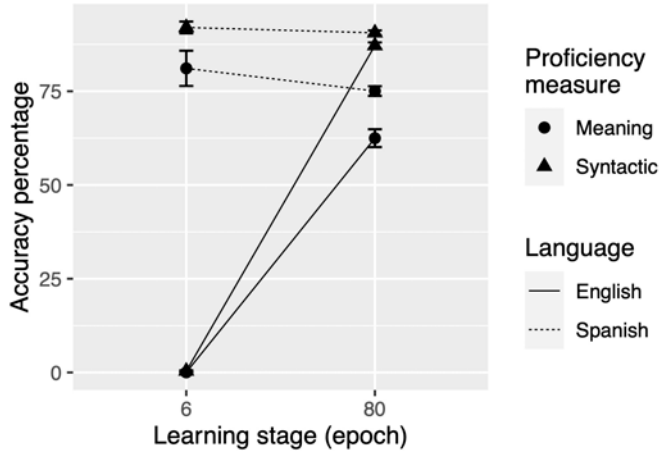 Accuracy percentage
75
50
25
0
6
80
Learning stage (epoch)
Proficiency
measure
Meaning
Syntactic
Language
English
Spanish